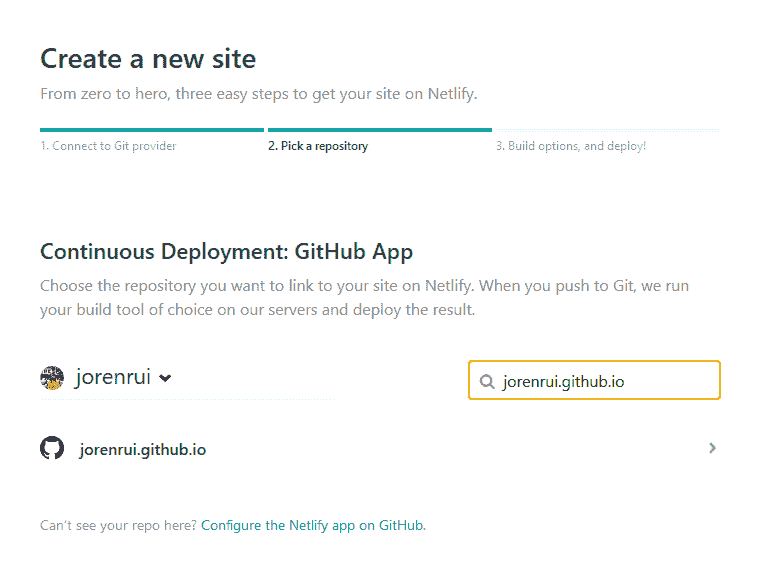 Create a new site
From zero to hero, three easy steps to get your site on Netlify.
1. Connect to Git provider
2. Pick a repository
3. Build options, and deploy!
Continuous Deployment: GitHub App
Choose the repository you want to link to your site on Netlify. When you push to Git, we run
your build tool of choice on our servers and deploy the result.
jorenrui
jorenrui.github.io
jorenrui.github.io
Can't see your repo here? Configure the Netlify app on GitHub.